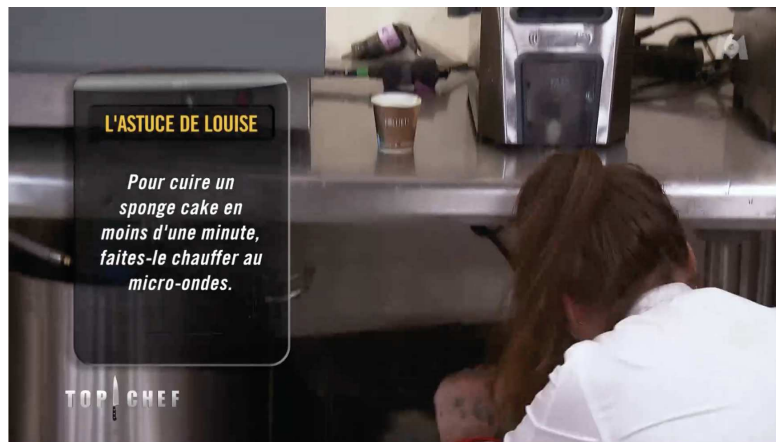 L'ASTUCE DE LOUISE
Pour cuire un
sponge cake en
moins d'une minute,
faites-le chauffer au
micro-ondes.
TOP CHEF
M6